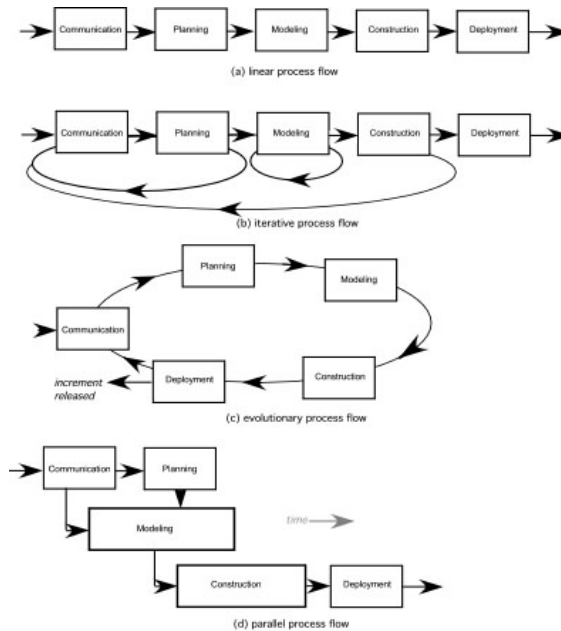 Communication Planning Modeling Construction Deployment
(a) linear process flow
Communication Planning Modeling Construction Deployment
(b) iterative process flow
Planning
Modeling
Communication
Deployment
Construction
increment
released
(c) evolutionary process flow
Communication Planning
Modeling
time
Construction Deployment
(d) parallel process flow